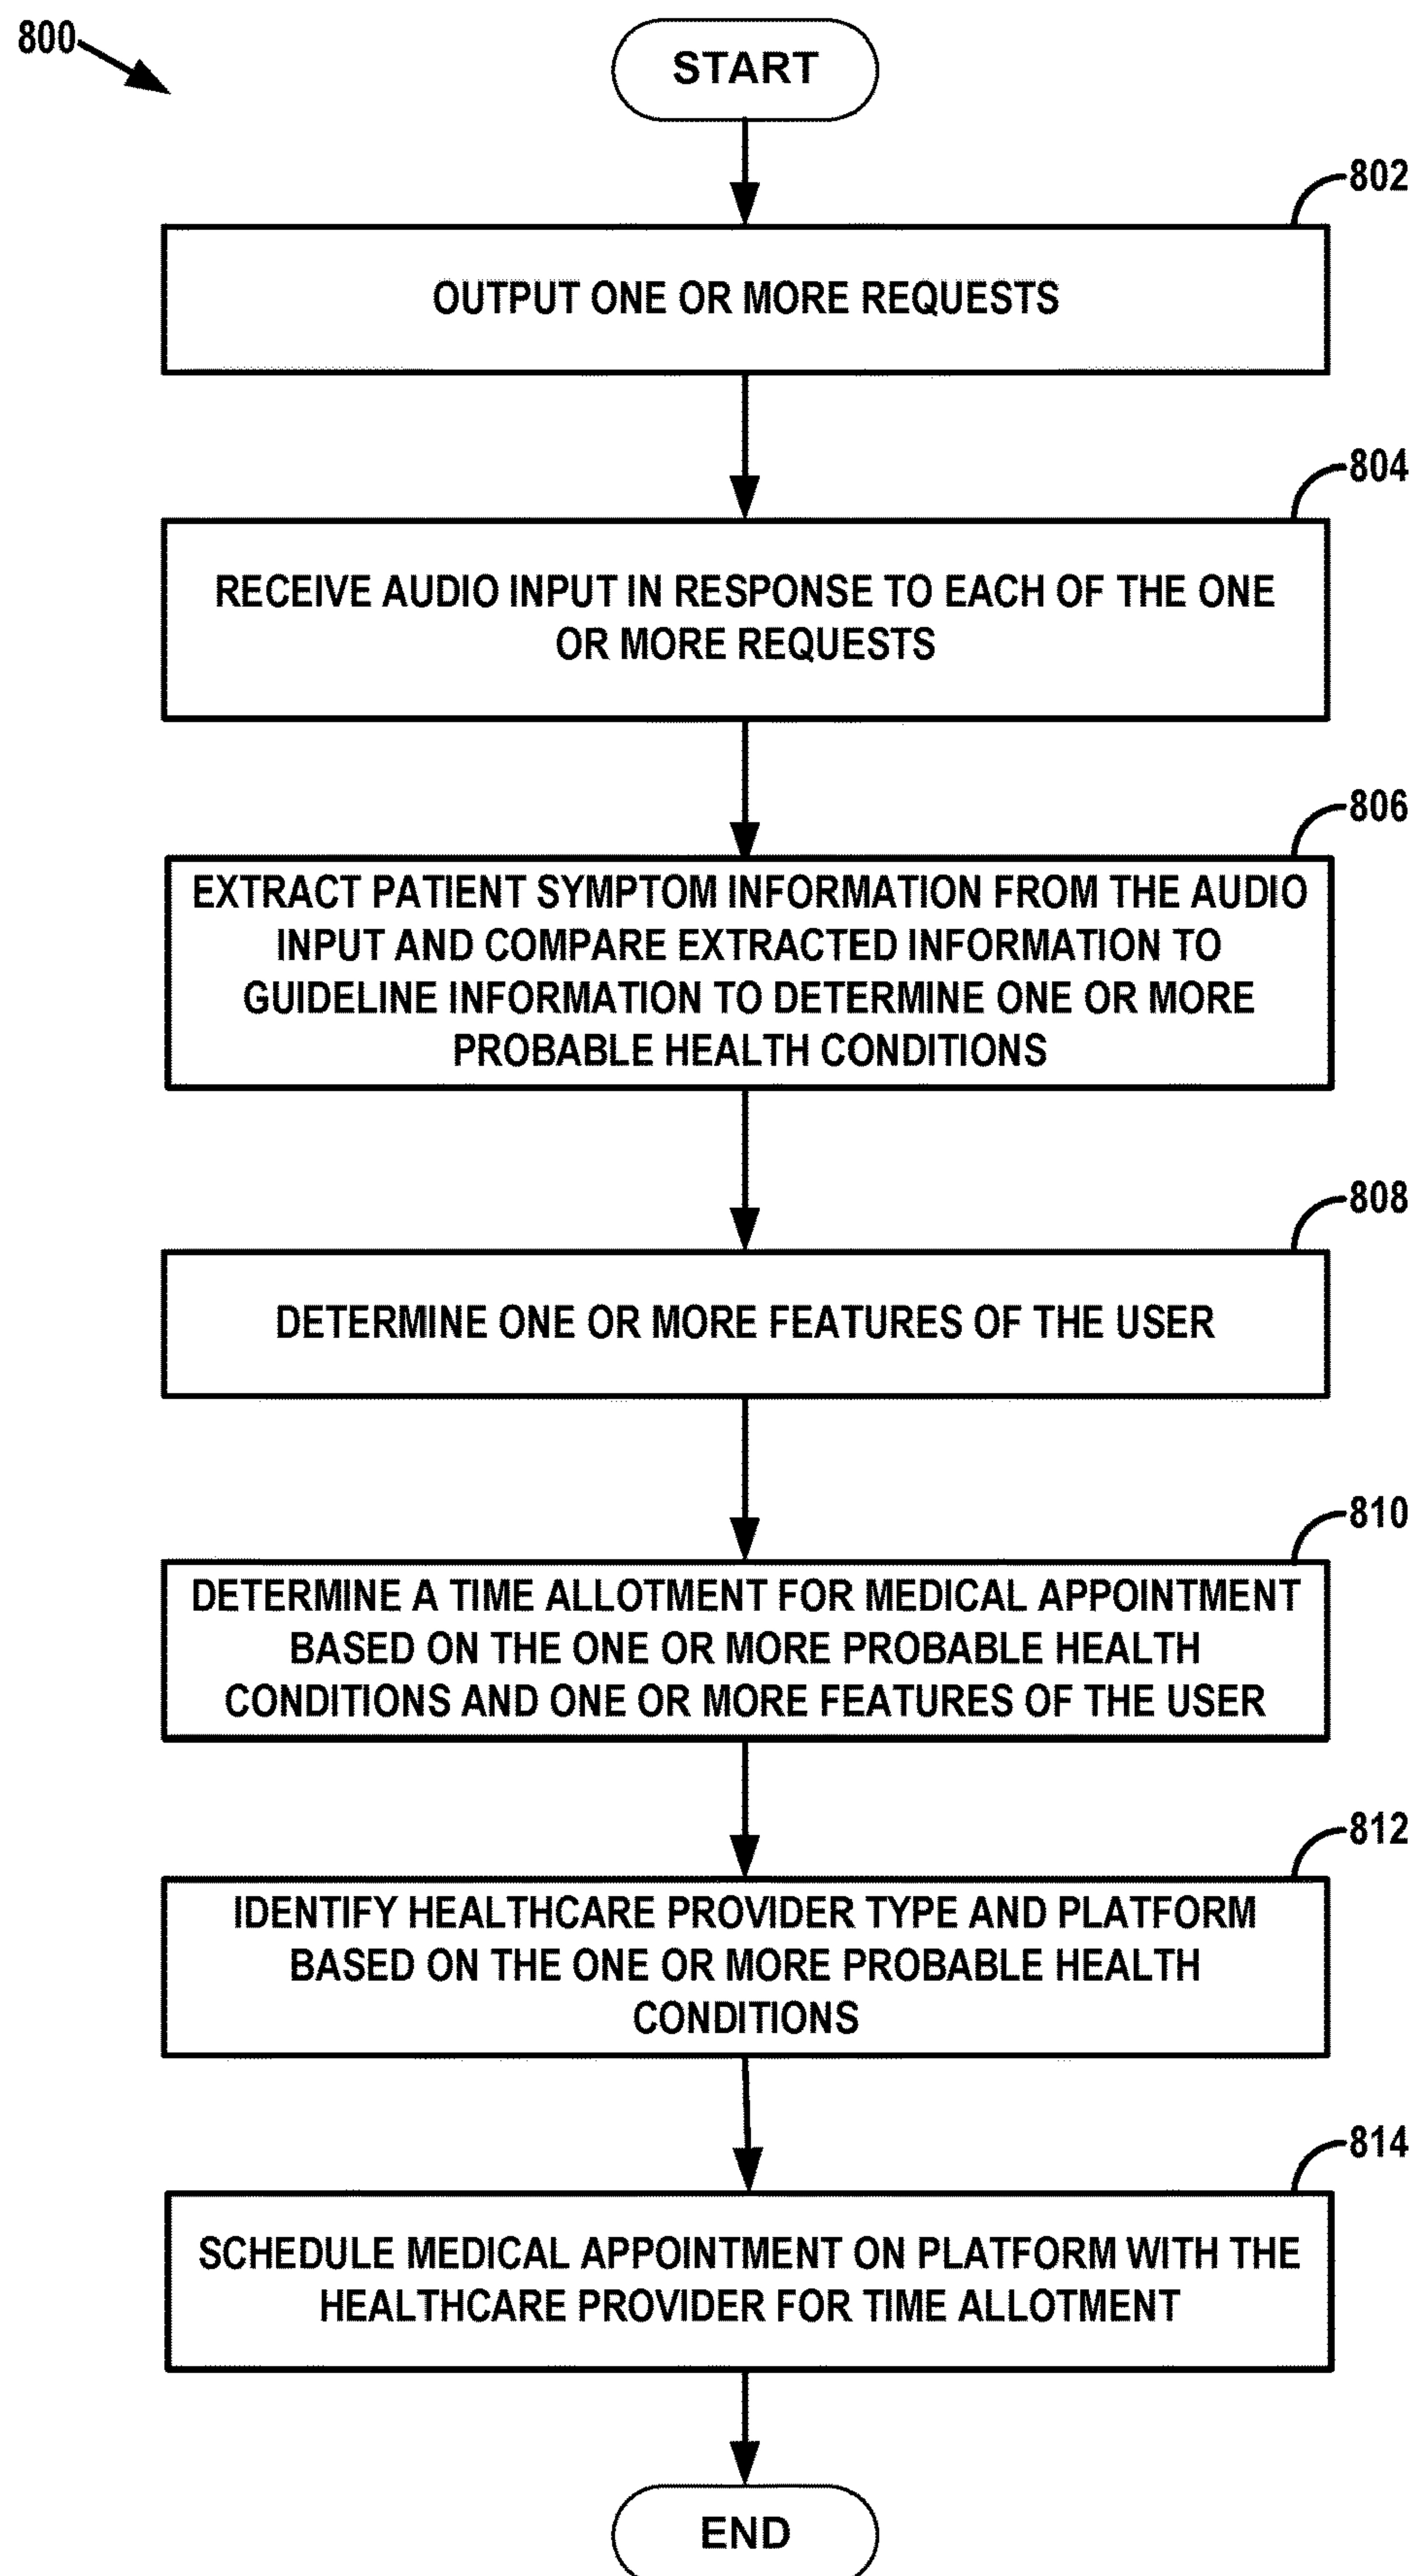 800
START
802
OUTPUT ONE OR MORE REQUESTS
804
RECEIVE AUDIO INPUT IN RESPONSE TO EACH OF THE ONE
OR MORE REQUESTS
806
EXTRACT PATIENT SYMPTOM INFORMATION FROM THE AUDIO
INPUT AND COMPARE EXTRACTED INFORMATION TO
GUIDELINE INFORMATION TO DETERMINE ONE OR MORE
PROBABLE HEALTH CONDITIONS
808
DETERMINE ONE OR MORE FEATURES OF THE USER
810
DETERMINE A TIME ALLOTMENT FOR MEDICAL APPOINTMENT
BASED ON THE ONE OR MORE PROBABLE HEALTH
CONDITIONS AND ONE OR MORE FEATURES OF THE USER
812
IDENTIFY HEALTHCARE PROVIDER TYPE AND PLATFORM
BASED ON THE ONE OR MORE PROBABLE HEALTH
CONDITIONS
814
SCHEDULE MEDICAL APPOINTMENT ON PLATFORM WITH THE
HEALTHCARE PROVIDER FOR TIME ALLOTMENT
END